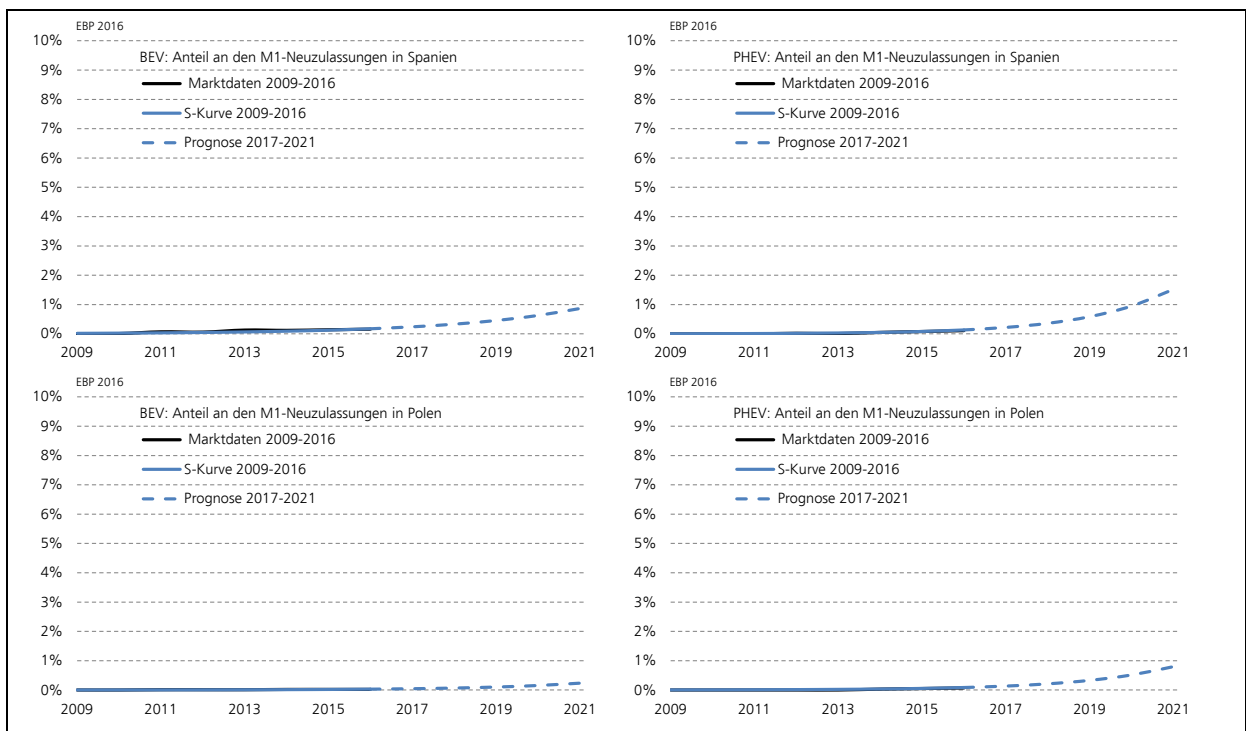 EBP 2016
10%
BEV: Anteil an den M1-Neuzulassungen in Spanien
9%
Marktdaten 2009-2016
8%
S-Kurve 2009-2016
7%
Prognose 2017-2021
6%
5%
4%
3%
2%
1%
0%
2009 2011 2013 2015 2017 2019 2021
EBP 2016
10%
PHEV: Anteil an den M1-Neuzulassungen in Spanien
9%
Marktdaten 2009-2016
8%
S-Kurve 2009-2016
7%
Prognose 2017-2021
6%
5%
4%
3%
2%
1%
0%
2009 2011 2013 2015 2017 2019 2021
EBP 2016
10%
BEV: Anteil an den M1-Neuzulassungen in Polen
9%
Marktdaten 2009-2016
8%
S-Kurve 2009-2016
7%
Prognose 2017-2021
6%
5%
4%
3%
2%
1%
0%
2009 2011 2013 2015 2017 2019 2021
EBP 2016
10%
PHEV: Anteil an den M1-Neuzulassungen in Polen
9%
Marktdaten 2009-2016
8%
S-Kurve 2009-2016
7%
Prognose 2017-2021
6%
5%
4%
3%
2%
1%
0%
2009 2011 2013 2015 2017 2019 2021